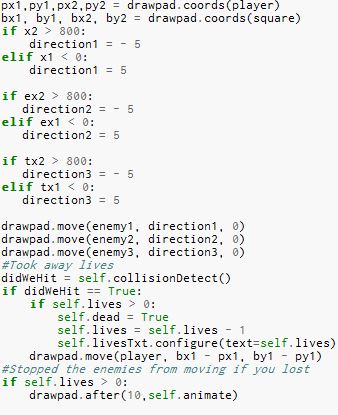 px1,py1,px2,py2 = drawpad.coords(player)
bx1, by1, bx2, by2 = drawpad.coords(square)
if x2 > 800:
    direction1 = - 5
elif x1 < 0:
    direction1 = 5

if ex2 > 800:
   direction2 = - 5
elif ex1 < 0:
   direction2 = 5

if tx2 > 800:
   direction3 = - 5
elif tx1 < 0:
   direction3 = 5

drawpad.move(enemy1, direction1, 0)
drawpad.move(enemy2, direction2, 0)
drawpad.move(enemy3, direction3, 0)
#Took away lives
didWeHit = self.collisionDetect()
if didWeHit == True:
    if self.lives > 0:
        self.dead = True
        self.lives = self.lives - 1
        self.livesTxt.configure(text=self.lives)
    drawpad.move(player, bx1 - px1, by1 - py1)
#Stopped the enemies from moving if you lost
if self.lives > 0:
    drawpad.after(10,self.animate)